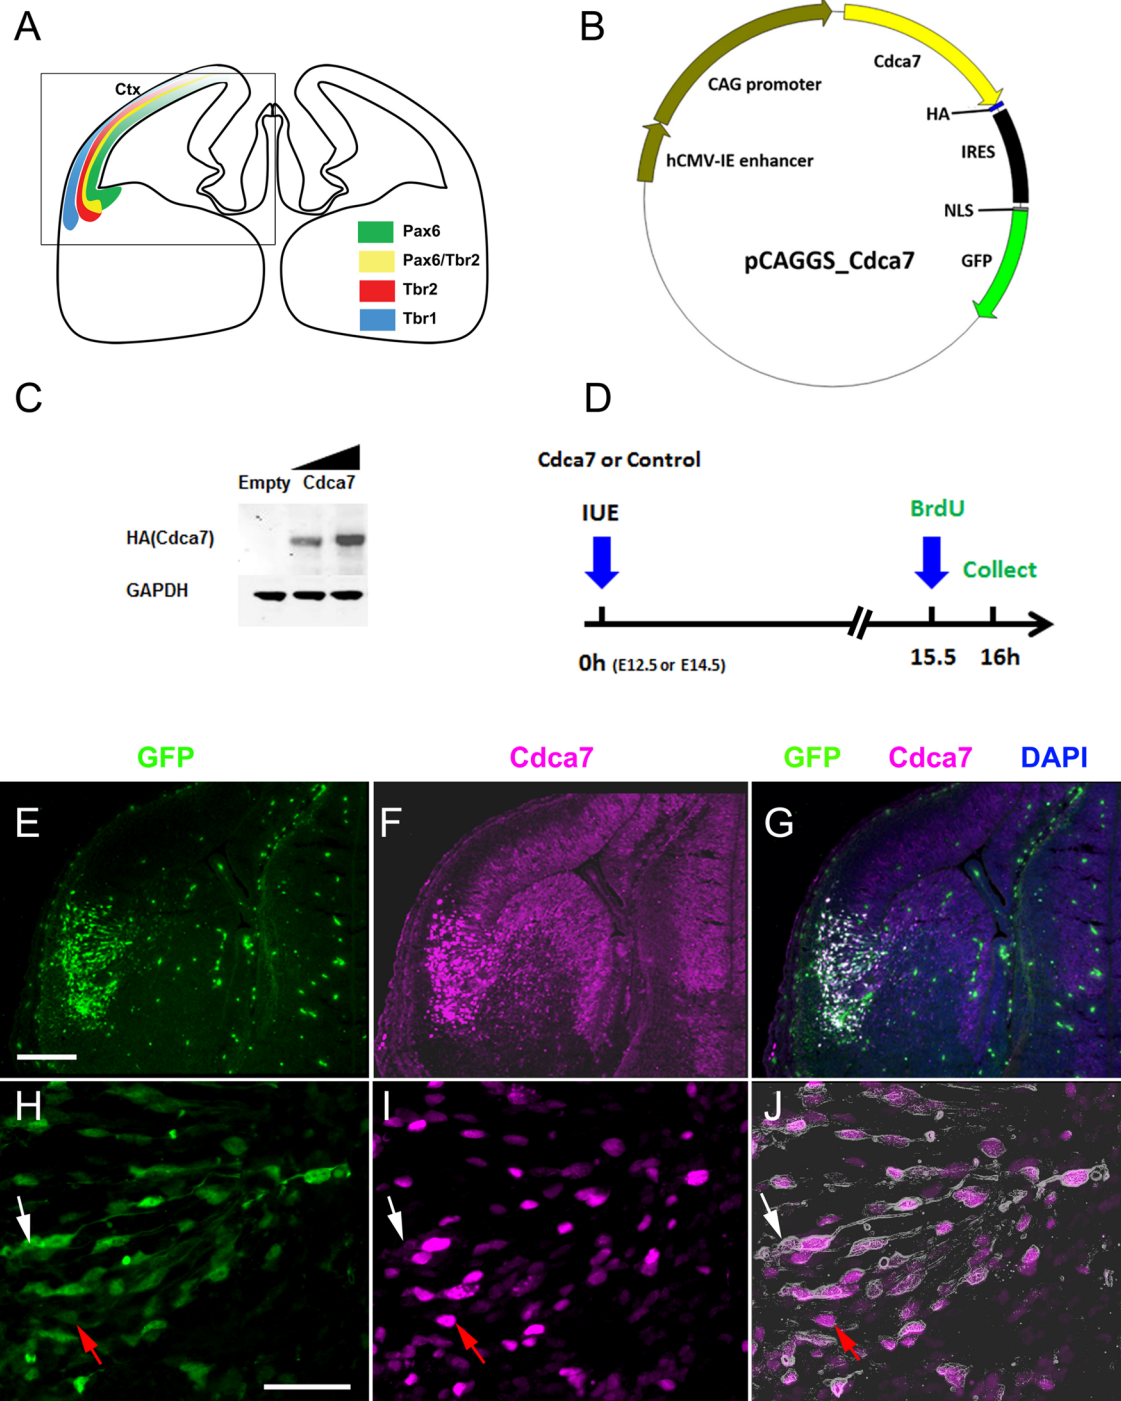 A
Ctx
Pax6
Pax6/Tbr2
Tbr2
Tbr1
B
CAG promoter
hCMV-IE enhancer
Cdca7
HA
IRES
NLS
GFP
pCAGGS_Cdca7
C
Empty Cdca7
HA(Cdca7)
GAPDH
D
Cdca7 or Control
IUE
BrdU
Collect
0h (E12.5 or E14.5)
15.5
16h
GFP
Cdca7
GFP Cdca7 DAPI
E
F
G
H
I
J